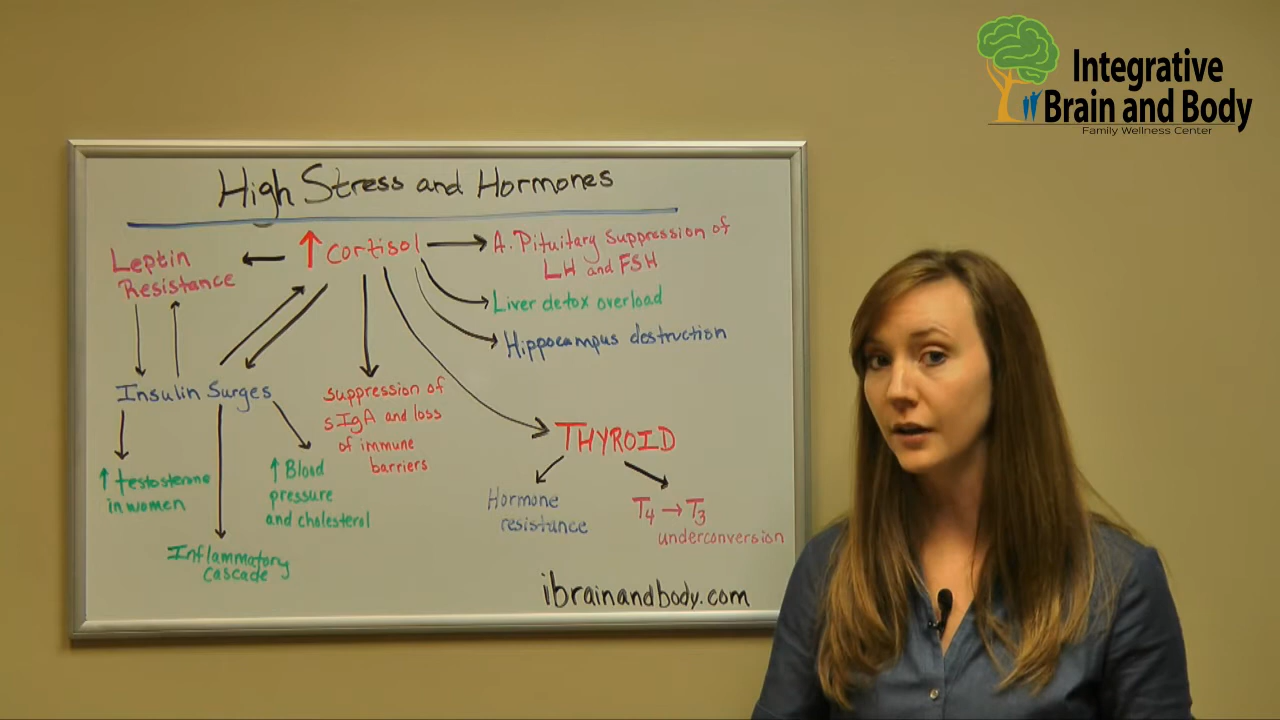 Integrative
Brain and Body
Family Wellness Center
High Stress and Hormones
Leptin
Resistance
↑ Cortisol
A. Pituitary suppression of
LH and FSH
Liver detox overload
Hippocampus destruction
Insulin Surges
suppression of
sIgA and loss
of immune
barriers
THYROID
↑ testosterone
in women
↑ Blood
pressure
and cholesterol
Inflammatory
cascade
Hormone
resistance
T4 → T3
underconversion
ibrainandbody.com